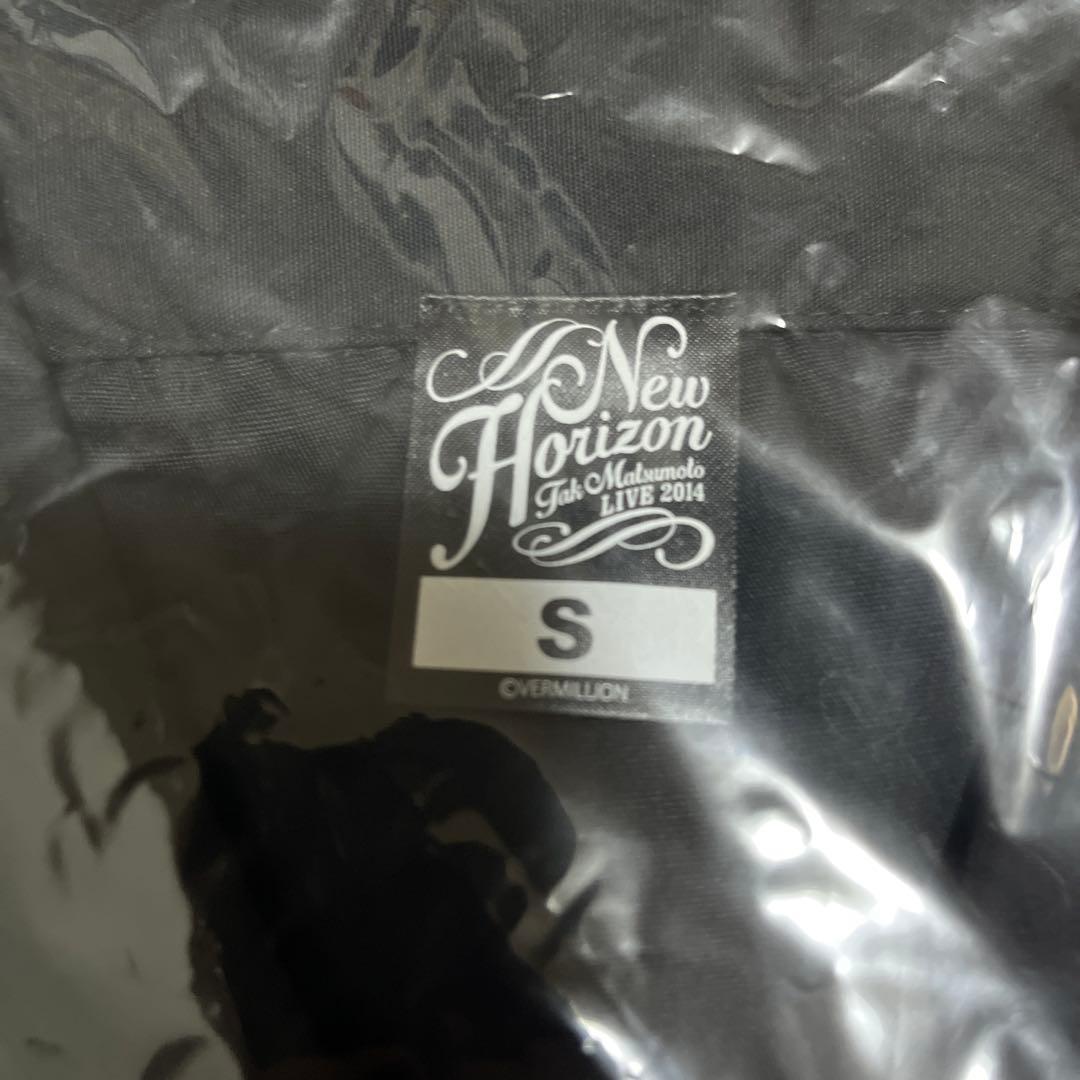 New
Horizon
Tak Matsumoto
LIVE 2014
S
©VERMILLION